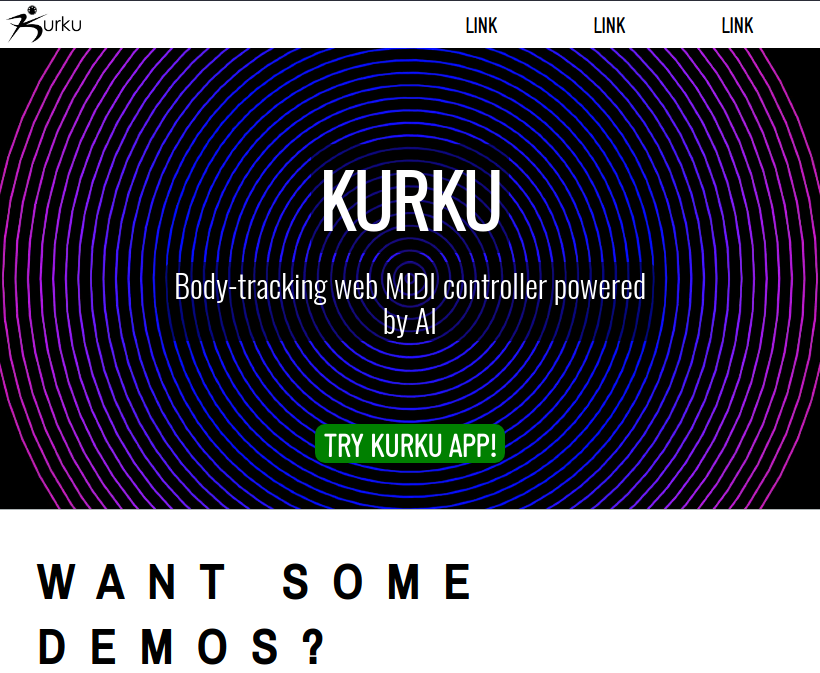 Kurku
LINK LINK LINK
KURKU
Body-tracking web MIDI controller powered
by AI
TRY KURKU APP!
WANT SOME
DEMOS?